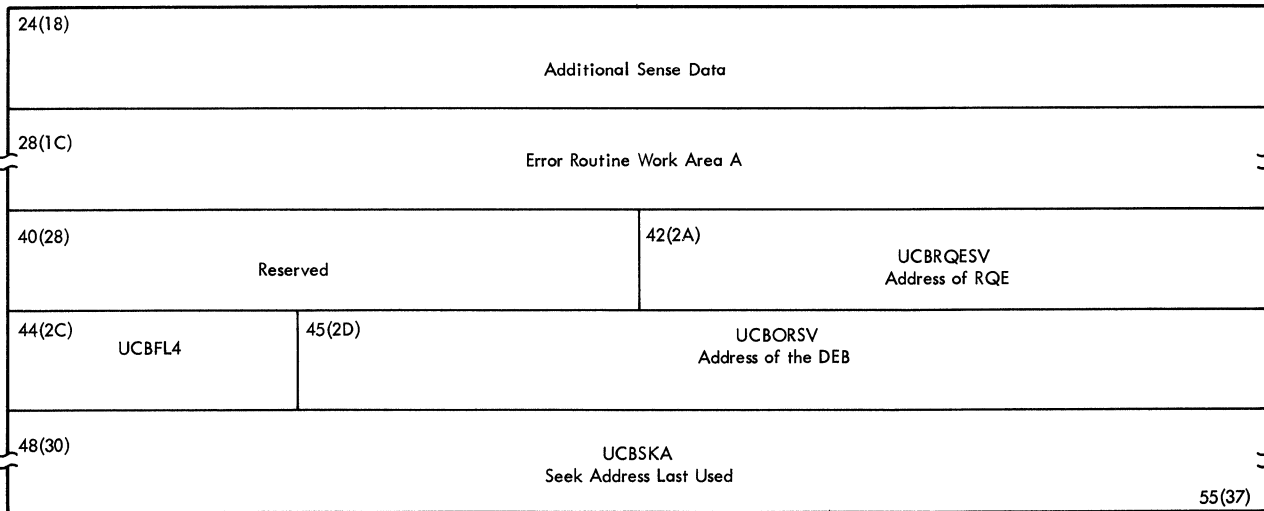 24(18)
Additional Sense Data
28(1C)
Error Routine Work Area A
40(28)
Reserved
42(2A)
UCBRQESV
Address of RQE
44(2C)
UCBFL4
45(2D)
UCBORSV
Address of the DEB
48(30)
UCBSKA
Seek Address Last Used
55(37)